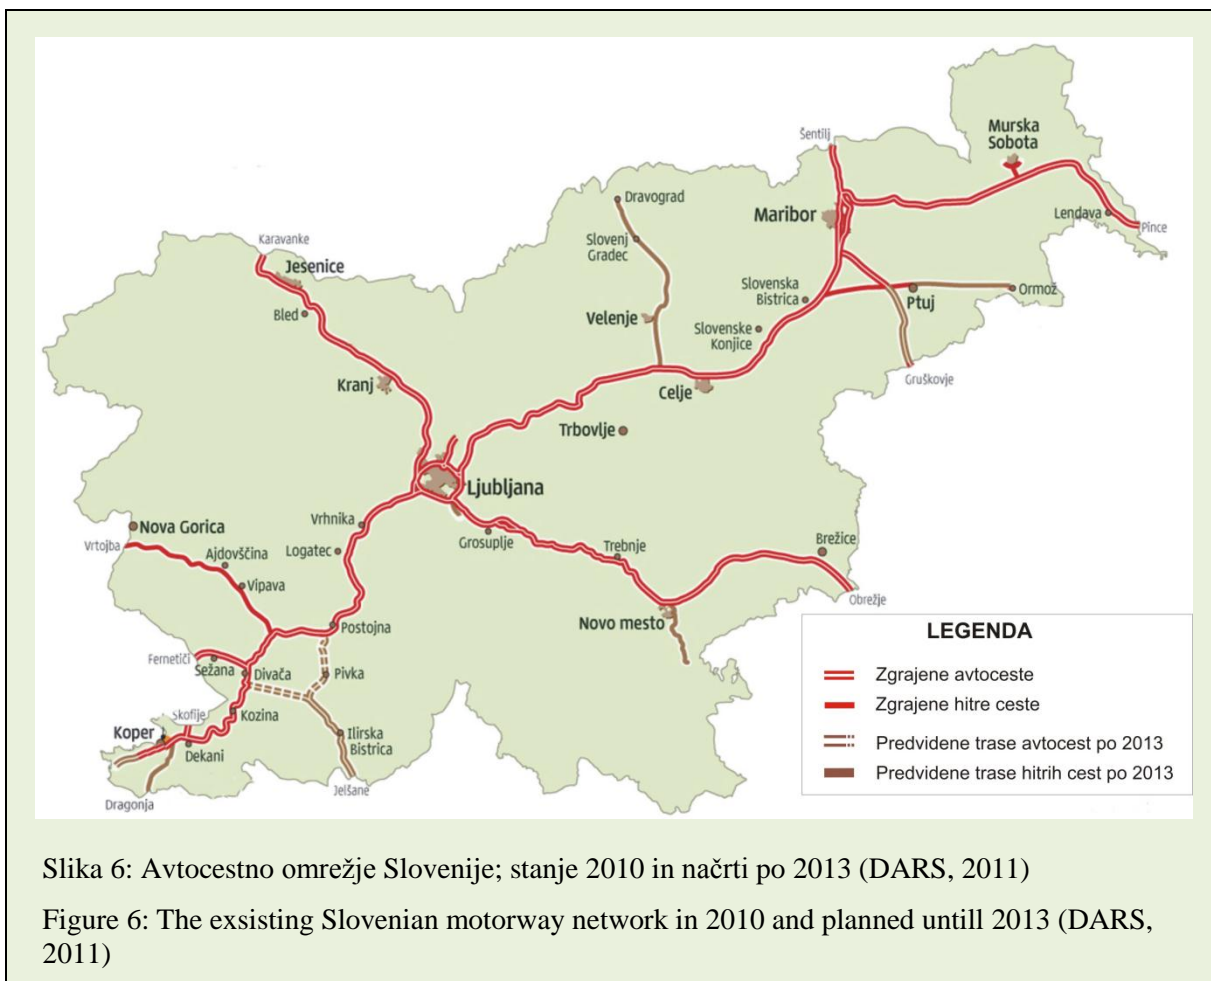 Šentilj
Murska
Sobota
Dravograd
Maribor
Lendava
Pince
Karavanke
Slovenj
Gradec
Jesenice
Slovenska
Bistrica
Ptuj
Ormož
Bled
Velenje
Slovenske
Konjice
Kranj
Celje
Gruškovje
Trbovlje
Ljubljana
Nova Gorica
Vrhnika
Vrtojba
Ajdovščina
Logatec
Grosuplje
Trebnje
Brežice
Vipava
Obrežje
Postojna
Novo mesto
Fernetiči
Sežana
Divača
Pivka
Skofije
Kozina
Koper
Dekani
Ilirska
Bistrica
Dragonja
Jelšane
LEGENDA
Zgrajene avtoceste
Zgrajene hitre ceste
Predvidene trase avtocest po 2013
Predvidene trase hitrih cest po 2013
Slika 6: Avtocestno omrežje Slovenije; stanje 2010 in načrti po 2013 (DARS, 2011)
Figure 6: The exsisting Slovenian motorway network in 2010 and planned untill 2013 (DARS,
2011)